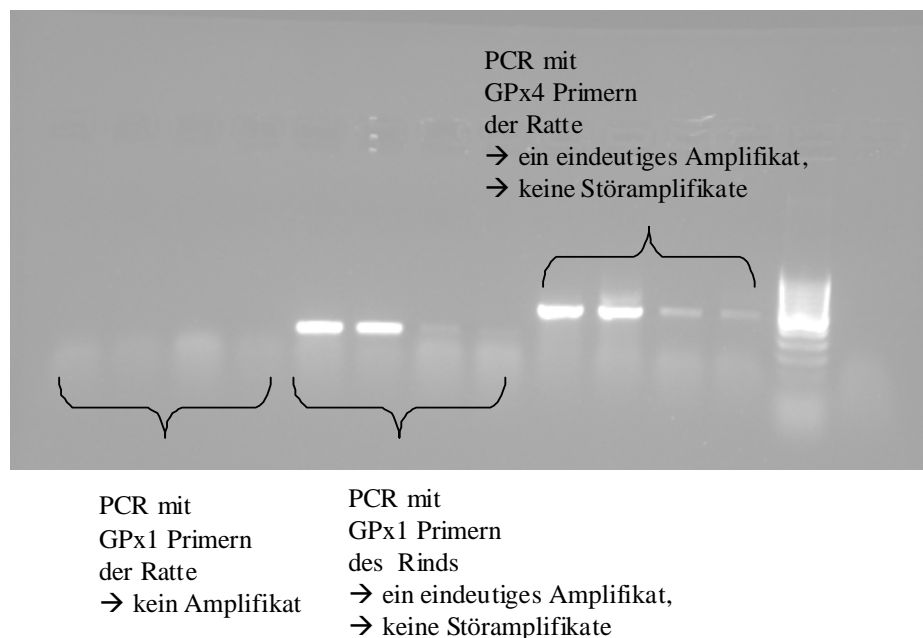 PCR mit
GPx4 Primern
der Ratte
→ ein eindeutiges Amplifikat,
→ keine Störamplifikate
PCR mit
GPx1 Primern
der Ratte
→ kein Amplifikat
PCR mit
GPx1 Primern
des Rinds
→ ein eindeutiges Amplifikat,
→ keine Störamplifikate